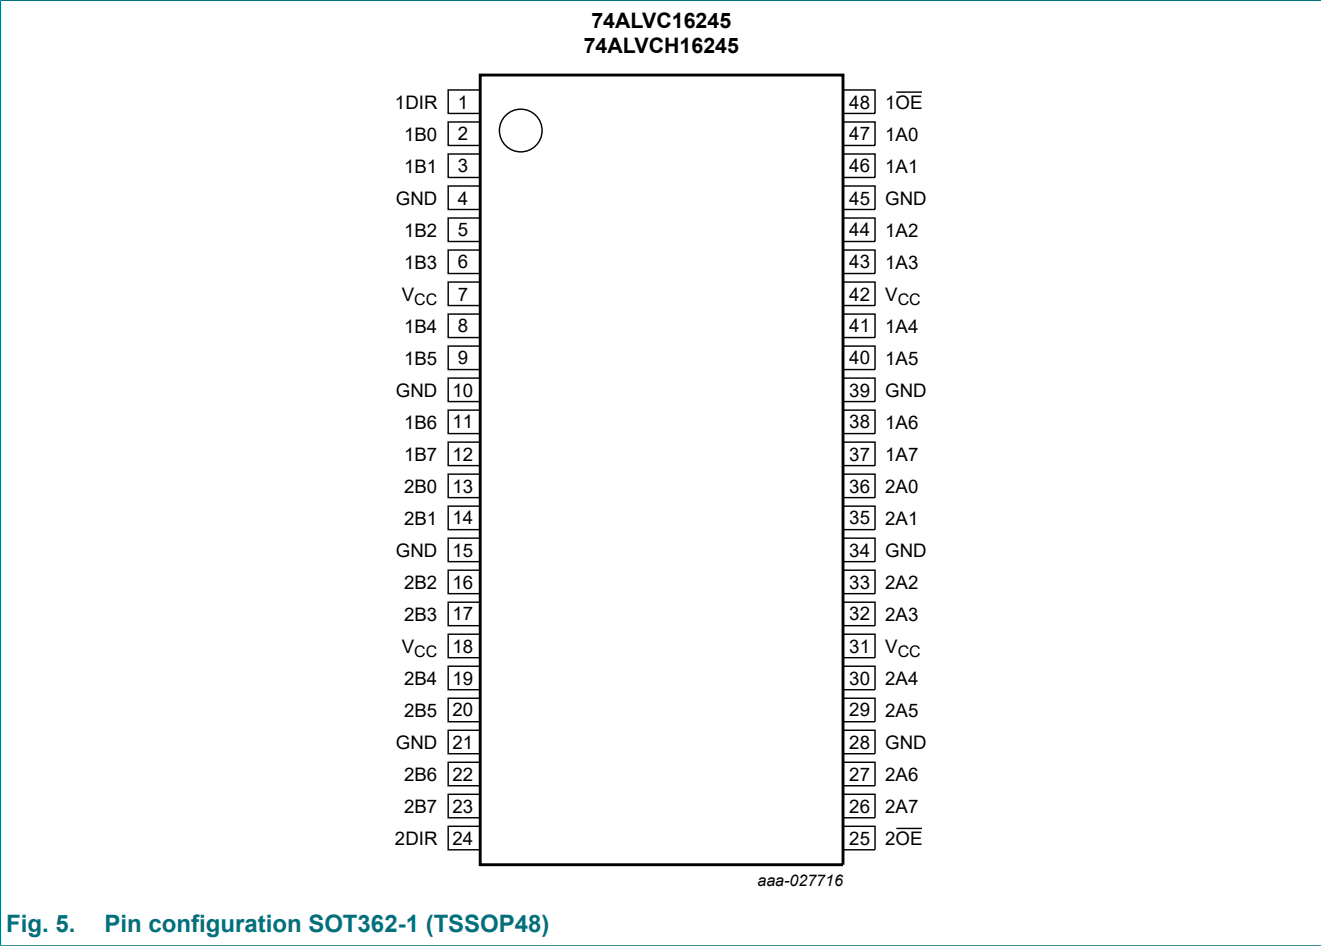 74ALVC16245
74ALVCH16245
1DIR 1 48 1O̅E̅
1B0 2 47 1A0
1B1 3 46 1A1
GND 4 45 GND
1B2 5 44 1A2
1B3 6 43 1A3
VCC 7 42 VCC
1B4 8 41 1A4
1B5 9 40 1A5
GND 10 39 GND
1B6 11 38 1A6
1B7 12 37 1A7
2B0 13 36 2A0
2B1 14 35 2A1
GND 15 34 GND
2B2 16 33 2A2
2B3 17 32 2A3
VCC 18 31 VCC
2B4 19 30 2A4
2B5 20 29 2A5
GND 21 28 GND
2B6 22 27 2A6
2B7 23 26 2A7
2DIR 24 25 2O̅E̅
aaa-027716
Fig. 5. Pin configuration SOT362-1 (TSSOP48)